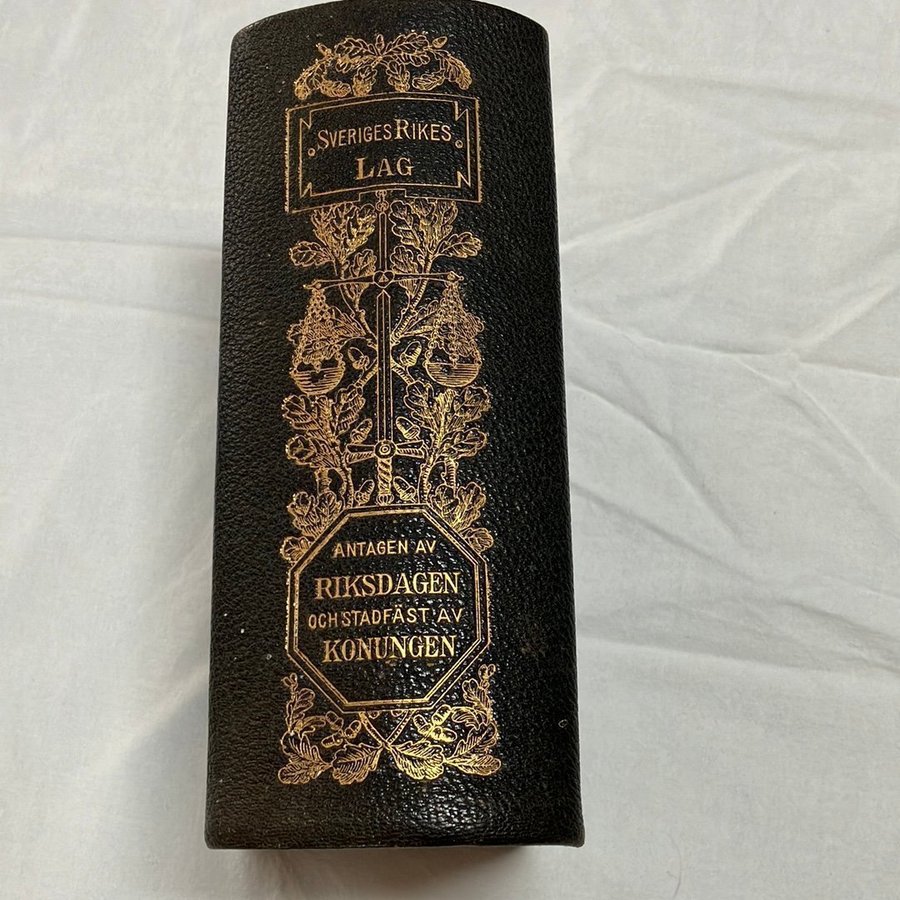 SVERIGES RIKES
LAG
ANTAGEN AV
RIKSDAGEN
OCH STADFÄST AV
KONUNGEN